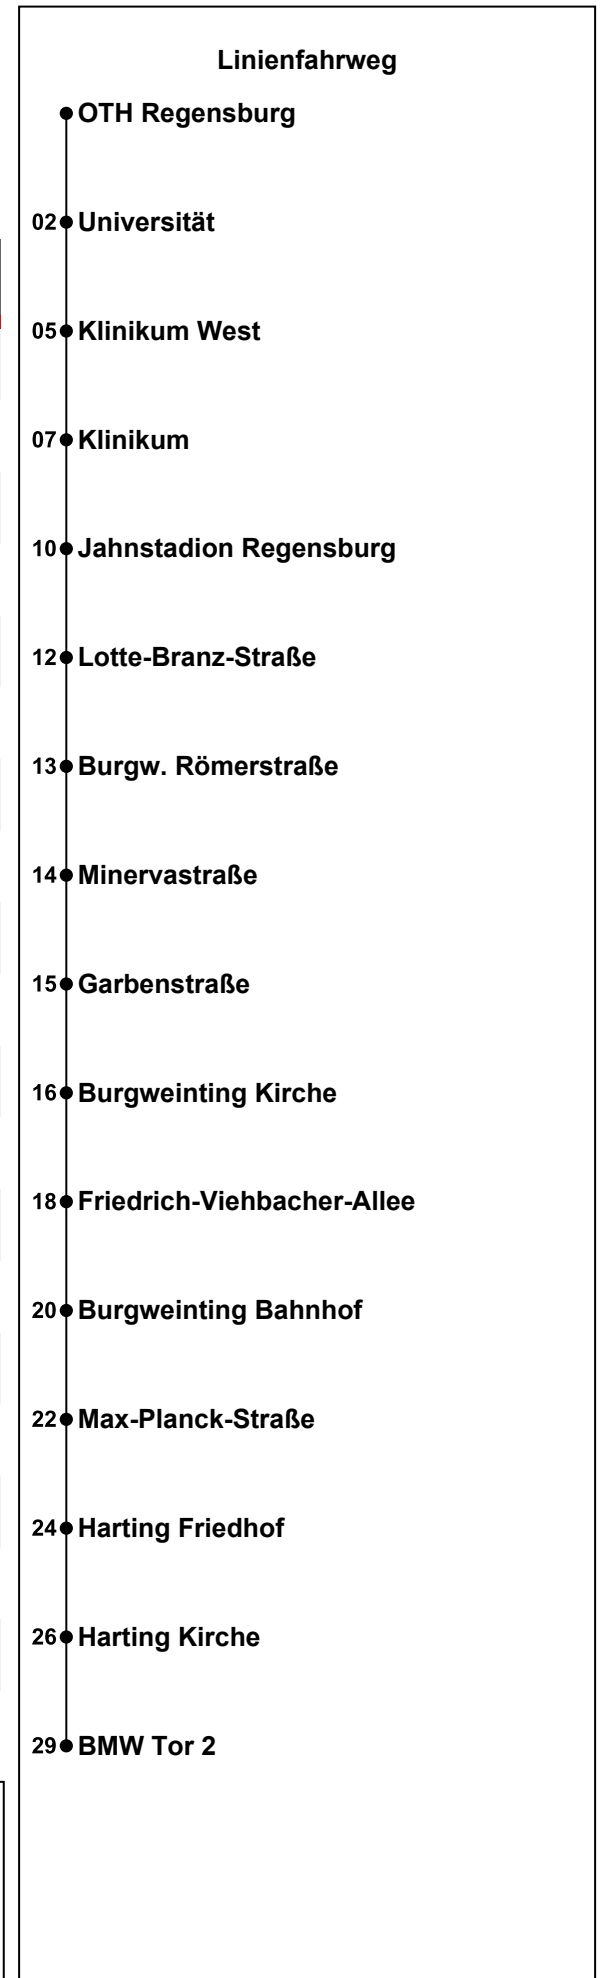 Linienfahrweg
OTH Regensburg
02 Universität
05 Klinikum West
07 Klinikum
10 Jahnstadion Regensburg
12 Lotte-Branz-Straße
13 Burgw. Römerstraße
14 Minervastraße
15 Garbenstraße
16 Burgweinting Kirche
18 Friedrich-Viehbacher-Allee
20 Burgweinting Bahnhof
22 Max-Planck-Straße
24 Harting Friedhof
26 Harting Kirche
29 BMW Tor 2